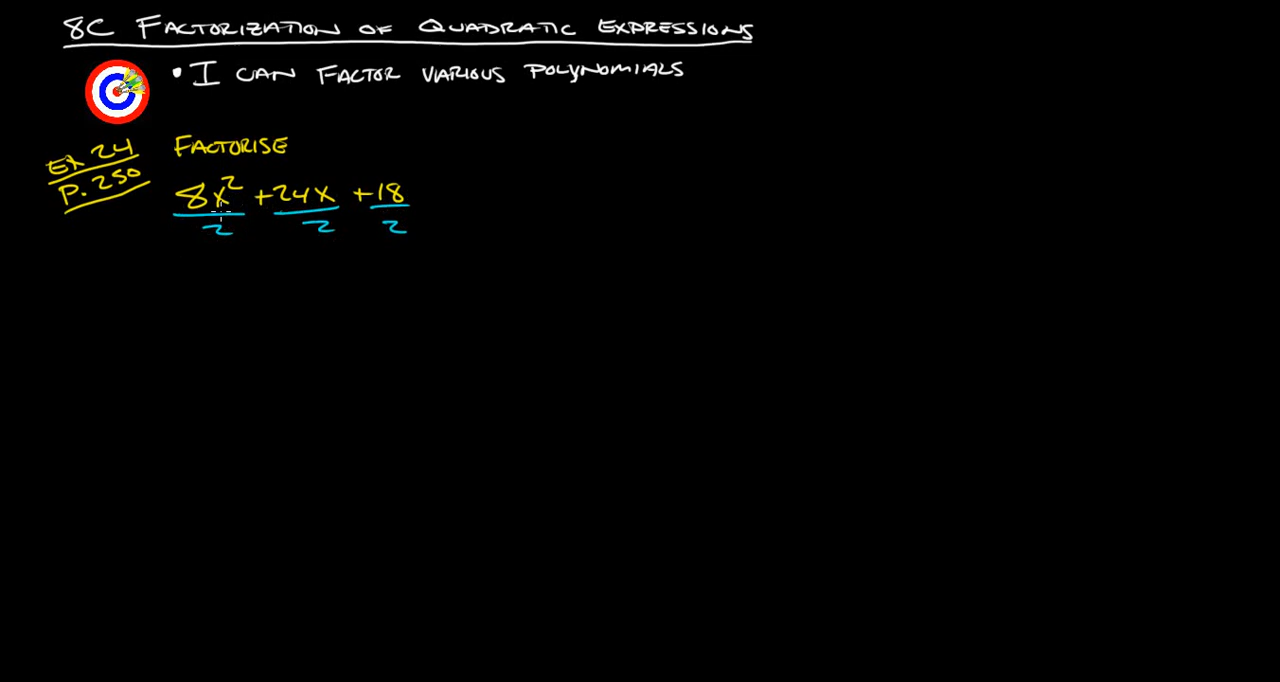 8C FACTORIZATION OF QUADRATIC EXPRESSIONS
• I CAN FACTOR VARIOUS POLYNOMIALS
EX 24
P. 250
FACTORISE
8x² + 24x + 18
2 2 2